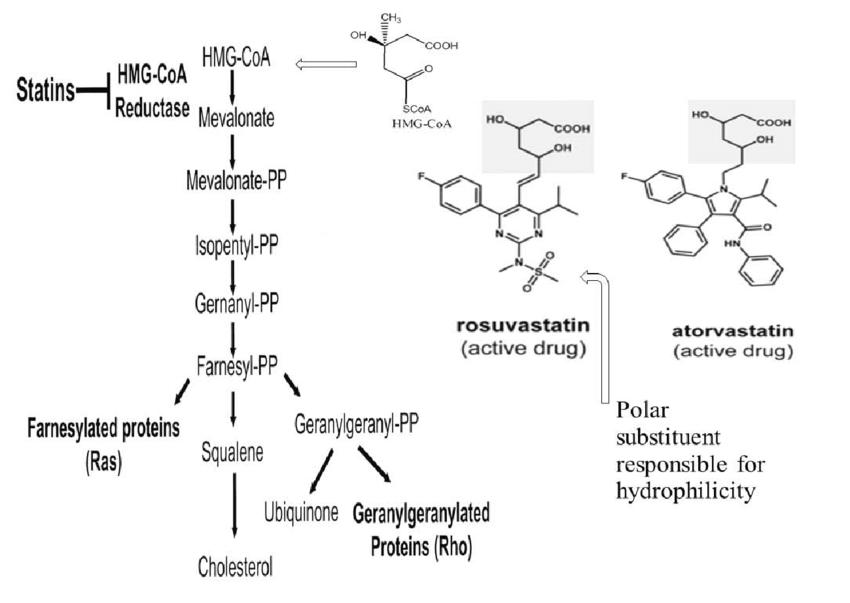 CH3
OH
COOH
O
SCoA
HMG-CoA
Statins
HMG-CoA
Reductase
HMG-CoA
Mevalonate
Mevalonate-PP
Isopentyl-PP
Gernanyl-PP
Farnesyl-PP
Farnesylated proteins
(Ras)
Squalene
Geranylgeranyl-PP
Ubiquinone
Geranylgeranylated
Proteins (Rho)
Cholesterol
HO
COOH
OH
F
N
N
N
S
O
O
rosuvastatin
(active drug)
HO
COOH
OH
F
N
O
HN
atorvastatin
(active drug)
Polar
substituent
responsible for
hydrophilicity